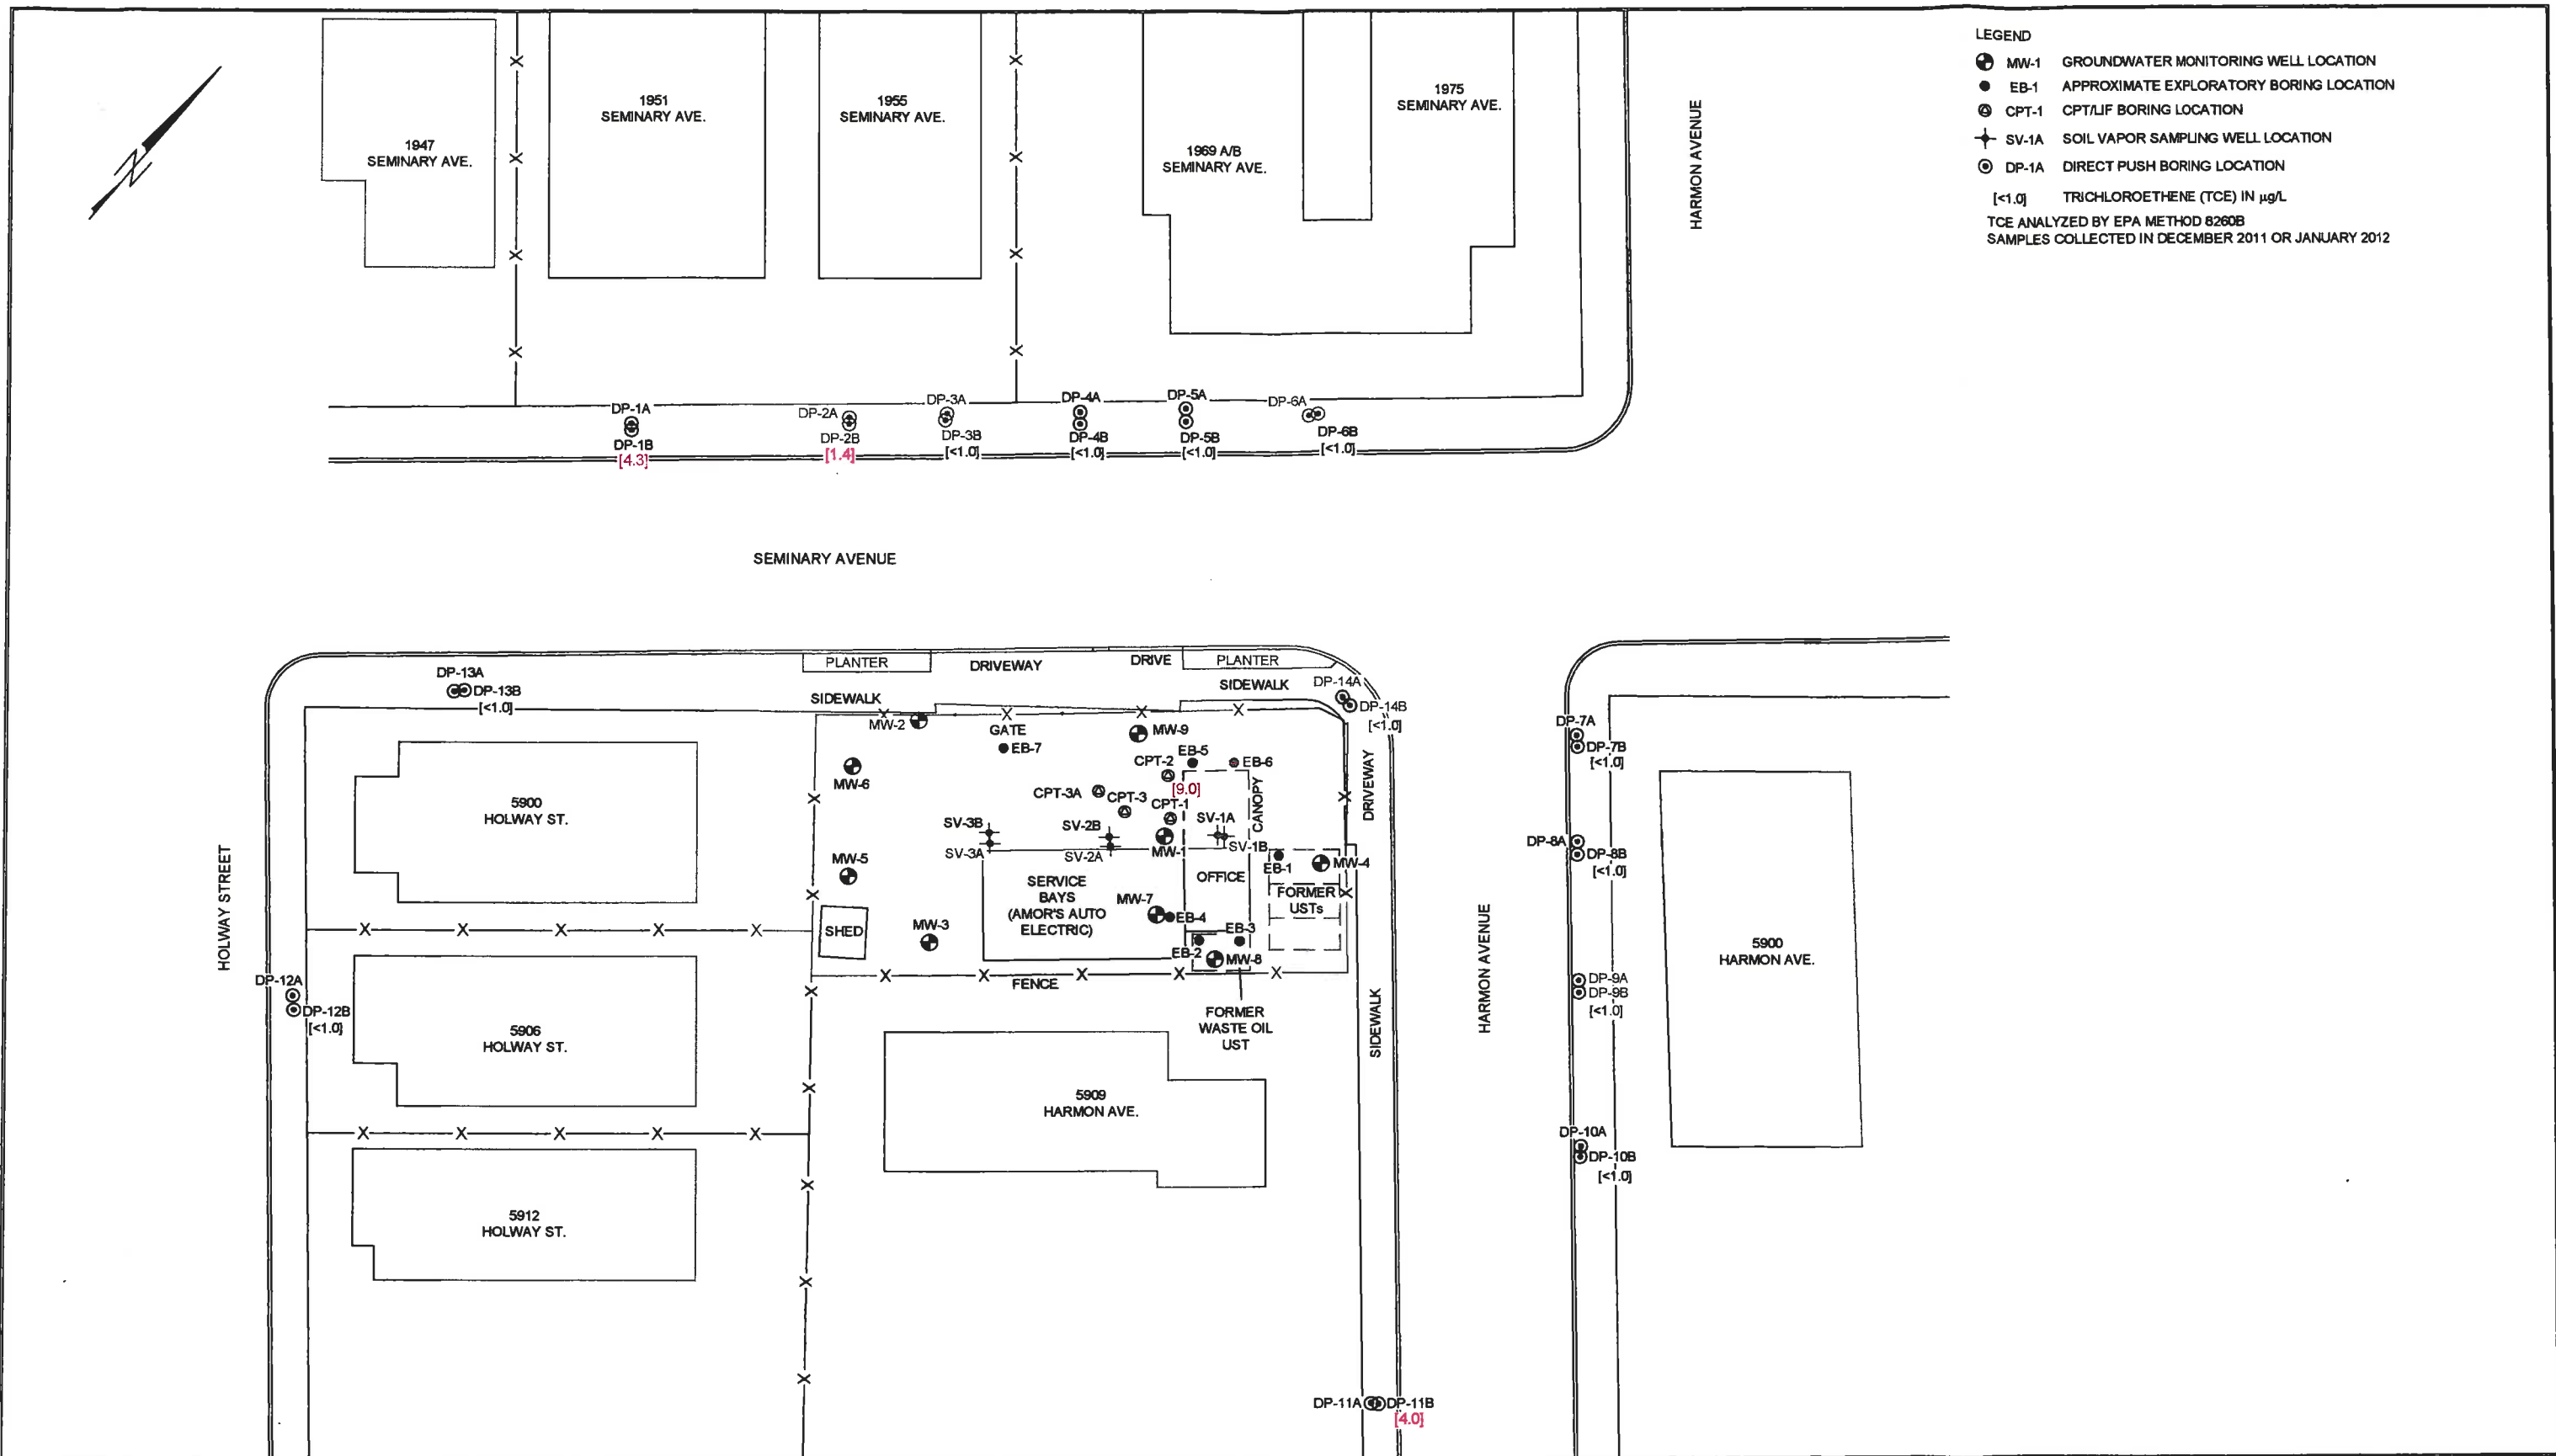 LEGEND
MW-1 GROUNDWATER MONITORING WELL LOCATION
EB-1 APPROXIMATE EXPLORATORY BORING LOCATION
CPT-1 CPT/LIF BORING LOCATION
SV-1A SOIL VAPOR SAMPLING WELL LOCATION
DP-1A DIRECT PUSH BORING LOCATION
[<1.0] TRICHLOROETHENE (TCE) IN µg/L
TCE ANALYZED BY EPA METHOD 8260B
SAMPLES COLLECTED IN DECEMBER 2011 OR JANUARY 2012
N
1947
SEMINARY AVE.
1951
SEMINARY AVE.
1955
SEMINARY AVE.
1969 A/B
SEMINARY AVE.
1975
SEMINARY AVE.
HARMON AVENUE
DP-1A
DP-1B
[4.3]
DP-2A
DP-2B
[1.4]
DP-3A
DP-3B
[<1.0]
DP-4A
DP-4B
[<1.0]
DP-5A
DP-5B
[<1.0]
DP-6A
DP-6B
[<1.0]
SEMINARY AVENUE
DP-13A
DP-13B
[<1.0]
PLANTER
DRIVEWAY
DRIVE
PLANTER
SIDEWALK
SIDEWALK
DP-14A
DP-14B
[<1.0]
MW-2
GATE
EB-7
MW-9
MW-6
EB-5
EB-6
CPT-2
[9.0]
CPT-3A
CPT-3
CPT-1
CANOPY
DRIVEWAY
SV-3B
SV-3A
SV-2B
SV-2A
MW-1
SV-1A
SV-1B
EB-1
MW-4
MW-5
SERVICE
BAYS
(AMOR'S AUTO
ELECTRIC)
OFFICE
FORMER
USTs
MW-7
EB-4
SHED
MW-3
EB-2
EB-3
MW-8
FENCE
FORMER
WASTE OIL
UST
5900
HOLWAY ST.
HOLWAY STREET
DP-12A
DP-12B
[<1.0]
5906
HOLWAY ST.
5912
HOLWAY ST.
5909
HARMON AVE.
SIDEWALK
HARMON AVENUE
DP-7A
DP-7B
[<1.0]
DP-8A
DP-8B
[<1.0]
DP-9A
DP-9B
[<1.0]
DP-10A
DP-10B
[<1.0]
5900
HARMON AVE.
DP-11A
DP-11B
[4.0]